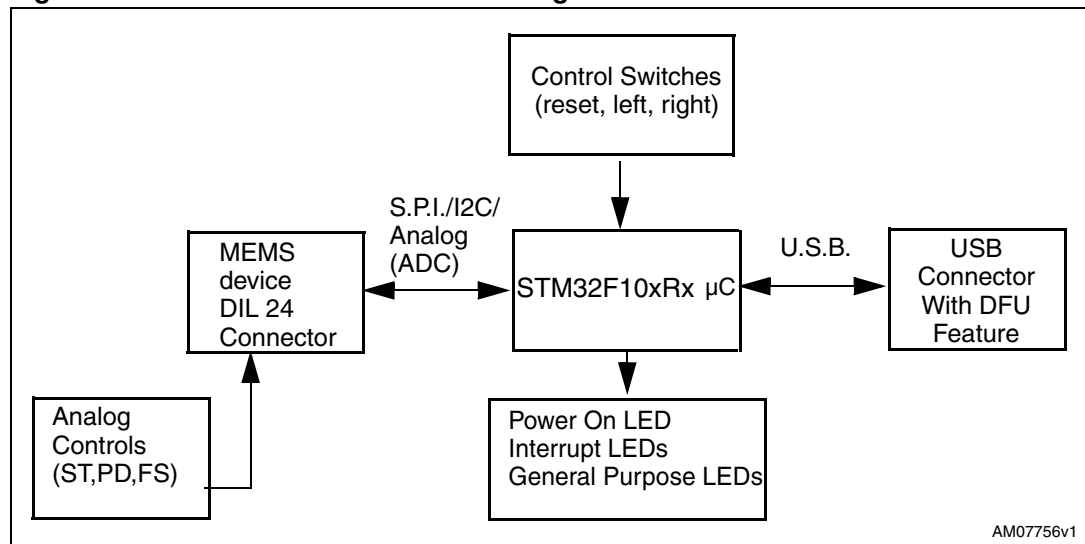 Control Switches
(reset, left, right)
S.P.I./I2C/
Analog
(ADC)
MEMS
device
DIL 24
Connector
STM32F10xRx µC
U.S.B.
USB
Connector
With DFU
Feature
Analog
Controls
(ST,PD,FS)
Power On LED
Interrupt LEDs
General Purpose LEDs
AM07756v1